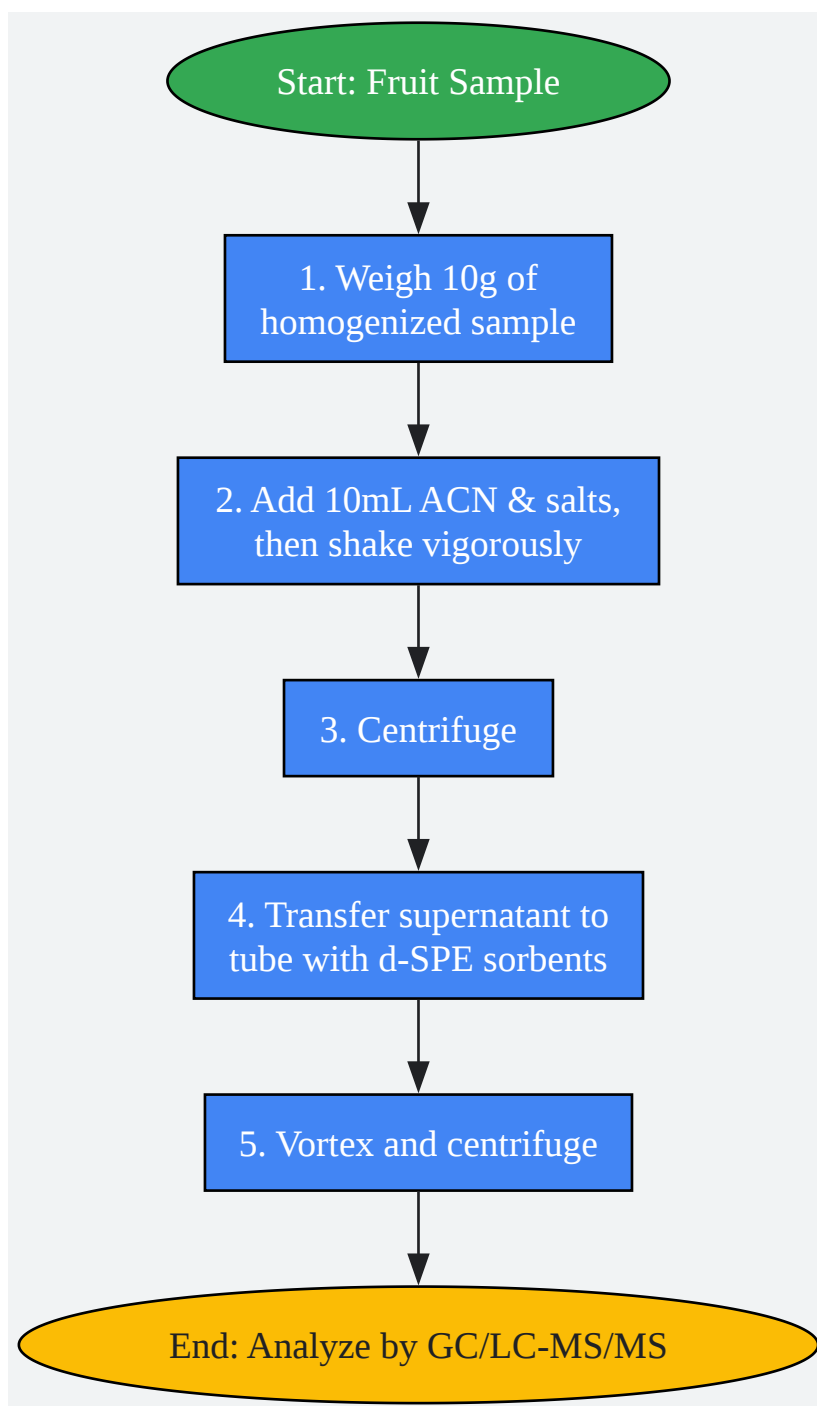 Start: Fruit Sample
1. Weigh 10g of
homogenized sample
2. Add 10mL ACN & salts,
then shake vigorously
3. Centrifuge
4. Transfer supernatant to
tube with d-SPE sorbents
5. Vortex and centrifuge
End: Analyze by GC/LC-MS/MS